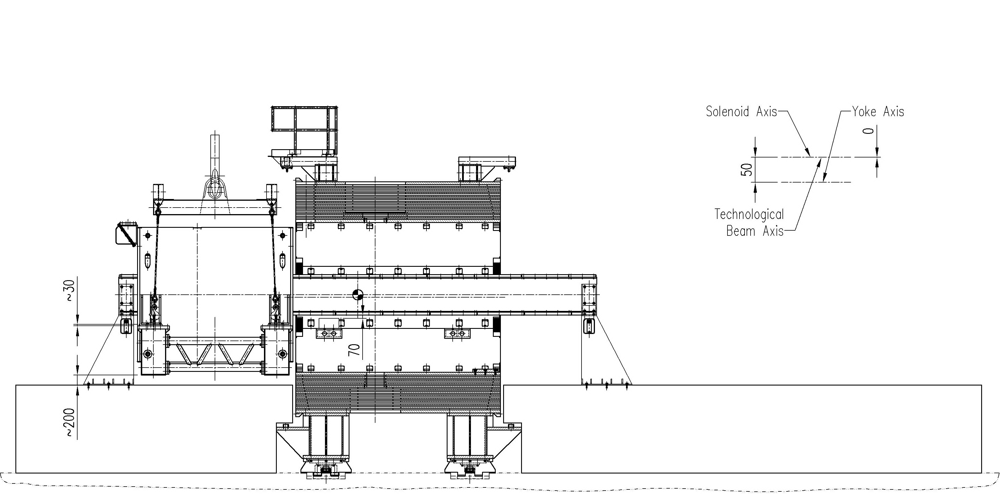 Solenoid Axis
Yoke Axis
0
50
Technological
Beam Axis
~30
70
~200